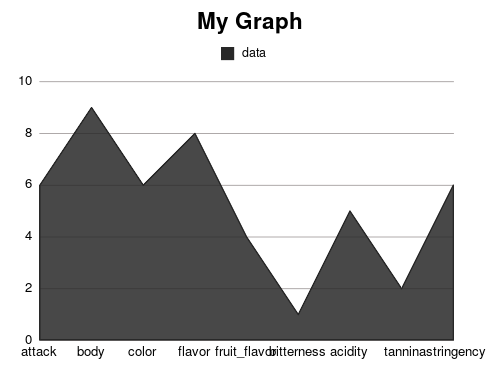 My Graph
data
10
8
6
4
2
0
attack body color flavor fruit_flavor bitterness acidity tannin astringency